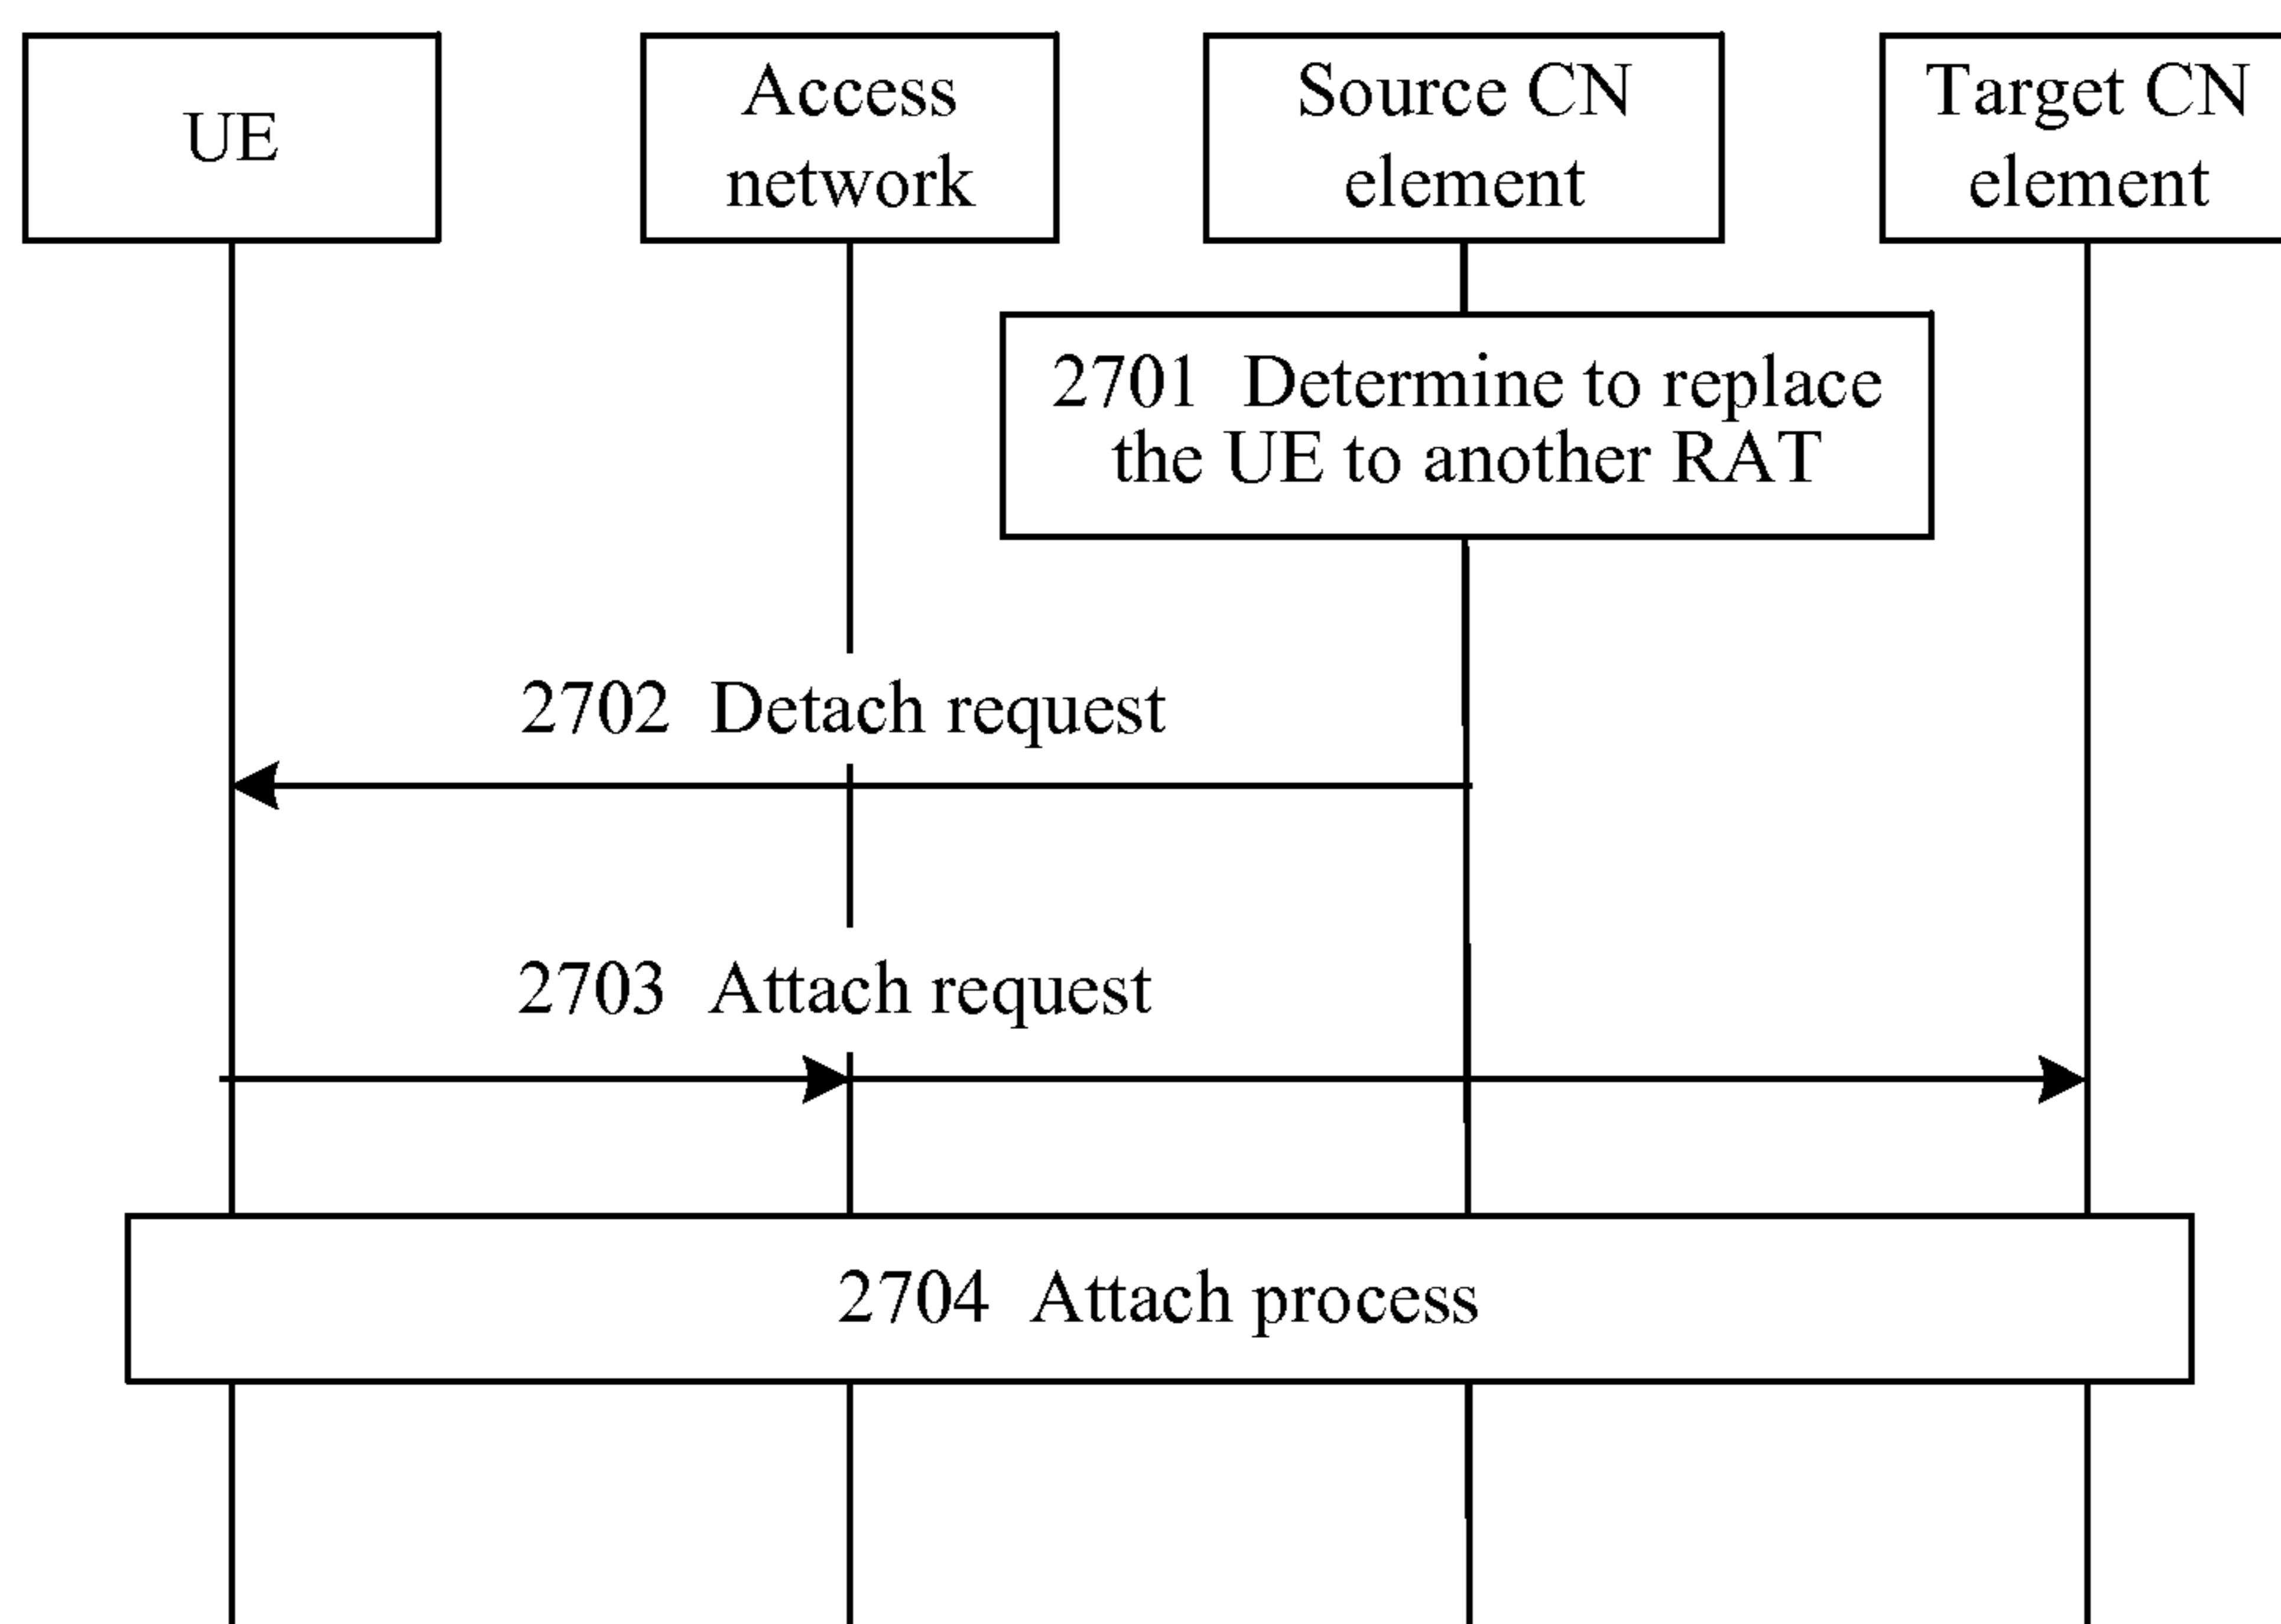 UE
Access
network
Source CN
element
Target CN
element
2701 Determine to replace
the UE to another RAT
2702 Detach request
2703 Attach request
2704 Attach process